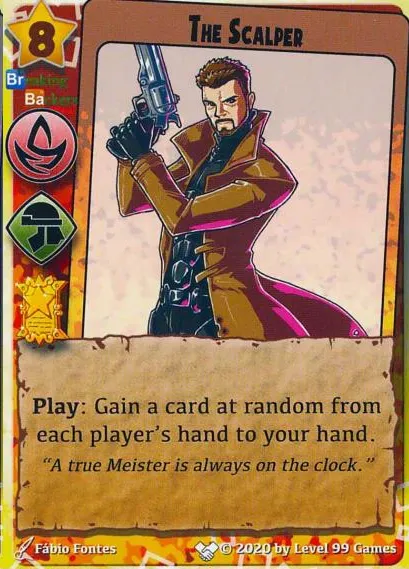 8
THE SCALPER
Breaking
Bakers
Play: Gain a card at random from
each player's hand to your hand.
"A true Meister is always on the clock."
Fábio Fontes
© 2020 by Level 99 Games